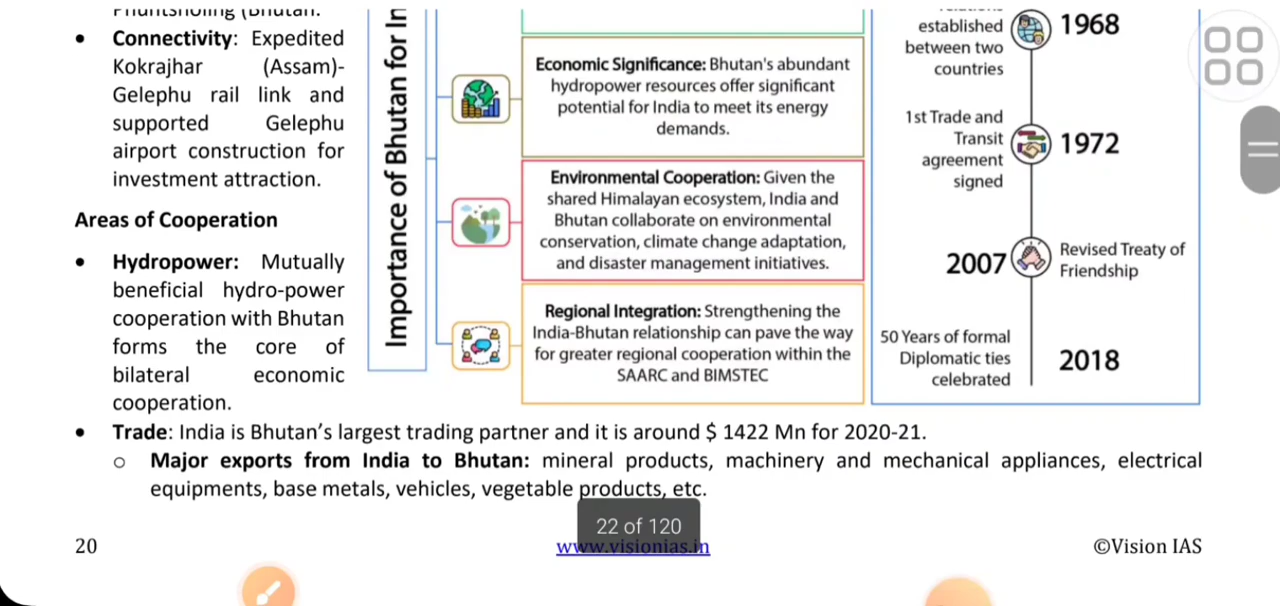 Phuntsholing (Bhutan.
• Connectivity: Expedited
Kokrajhar (Assam)-
Gelephu rail link and
supported Gelephu
airport construction for
investment attraction.
Areas of Cooperation
• Hydropower: Mutually
beneficial hydro-power
cooperation with Bhutan
forms the core of
bilateral economic
cooperation.
Importance of Bhutan for In
Economic Significance: Bhutan's abundant
hydropower resources offer significant
potential for India to meet its energy
demands.
Environmental Cooperation: Given the
shared Himalayan ecosystem, India and
Bhutan collaborate on environmental
conservation, climate change adaptation,
and disaster management initiatives.
Regional Integration: Strengthening the
India-Bhutan relationship can pave the way
for greater regional cooperation within the
SAARC and BIMSTEC
established
between two
countries
1968
1st Trade and
Transit
agreement
signed
1972
2007
Revised Treaty of
Friendship
50 Years of formal
Diplomatic ties
celebrated
2018
• Trade: India is Bhutan’s largest trading partner and it is around $ 1422 Mn for 2020-21.
o Major exports from India to Bhutan: mineral products, machinery and mechanical appliances, electrical
equipments, base metals, vehicles, vegetable products, etc.
22 of 120
20
www.visionias.in
©Vision IAS